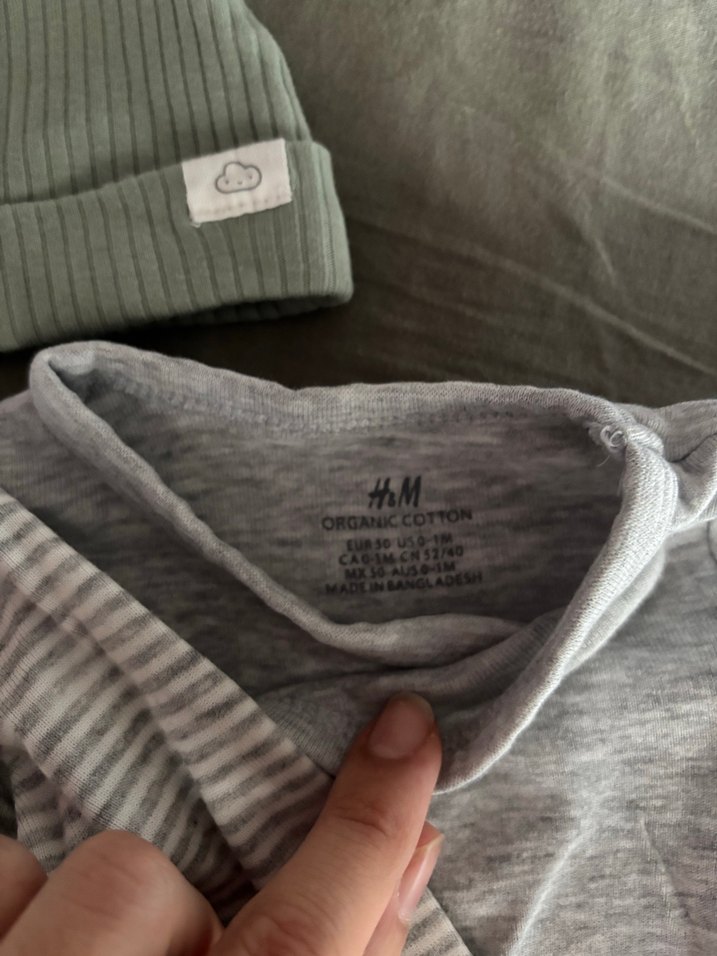 H&M
ORGANIC COTTON
EUR 50 US 0-1M
CA 0-1M CN 52/40
MX 50 AUS 0-1M
MADE IN BANGLADESH